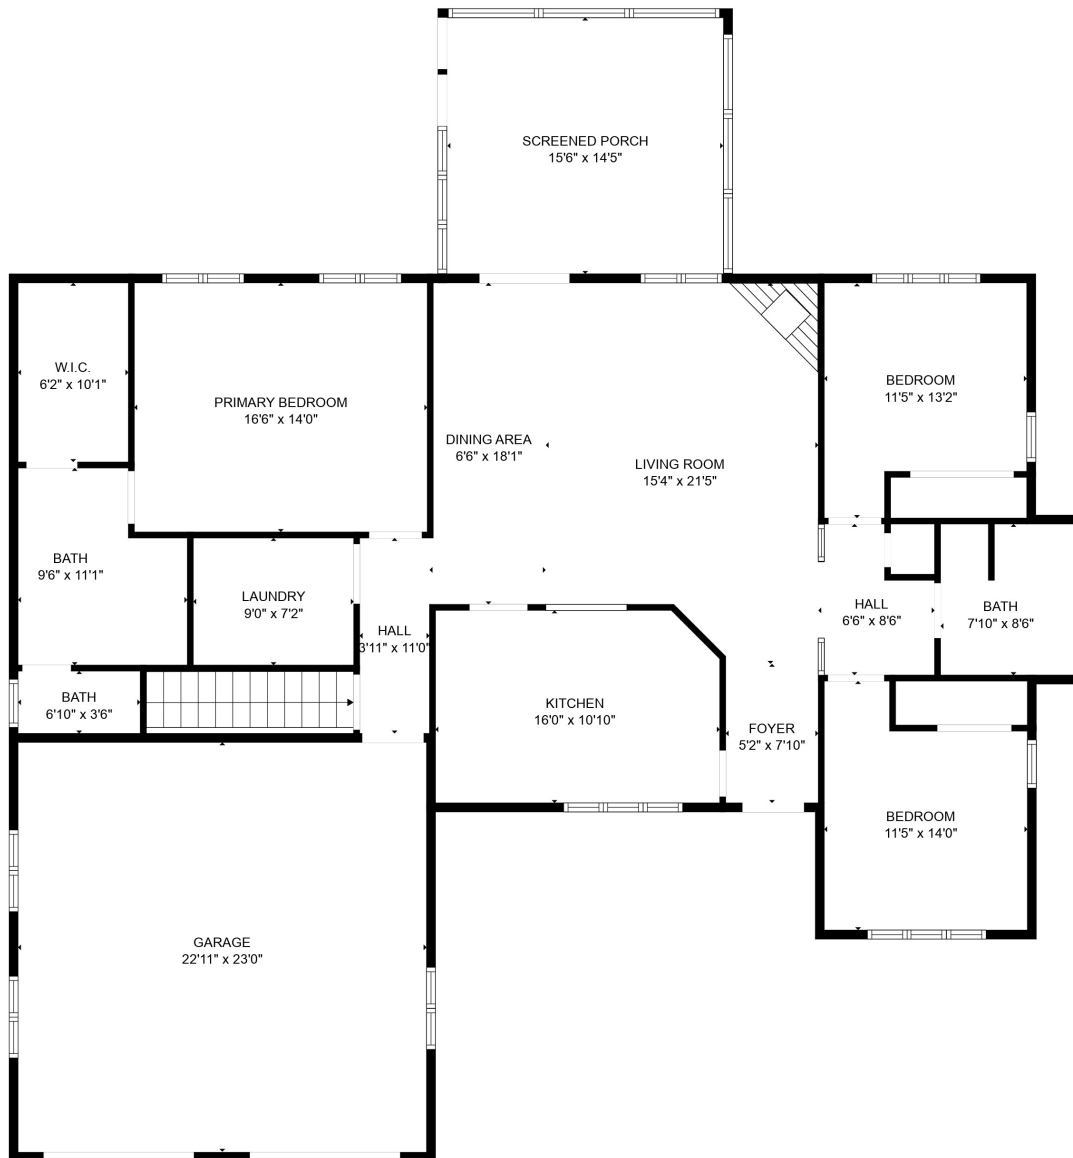 SCREENED PORCH
15'6" x 14'5"
W.I.C.
6'2" x 10'1"
PRIMARY BEDROOM
16'6" x 14'0"
BEDROOM
11'5" x 13'2"
DINING AREA
6'6" x 18'1"
LIVING ROOM
15'4" x 21'5"
BATH
9'6" x 11'1"
LAUNDRY
9'0" x 7'2"
HALL
3'11" x 11'0"
HALL
6'6" x 8'6"
BATH
7'10" x 8'6"
BATH
6'10" x 3'6"
KITCHEN
16'0" x 10'10"
FOYER
5'2" x 7'10"
BEDROOM
11'5" x 14'0"
GARAGE
22'11" x 23'0"